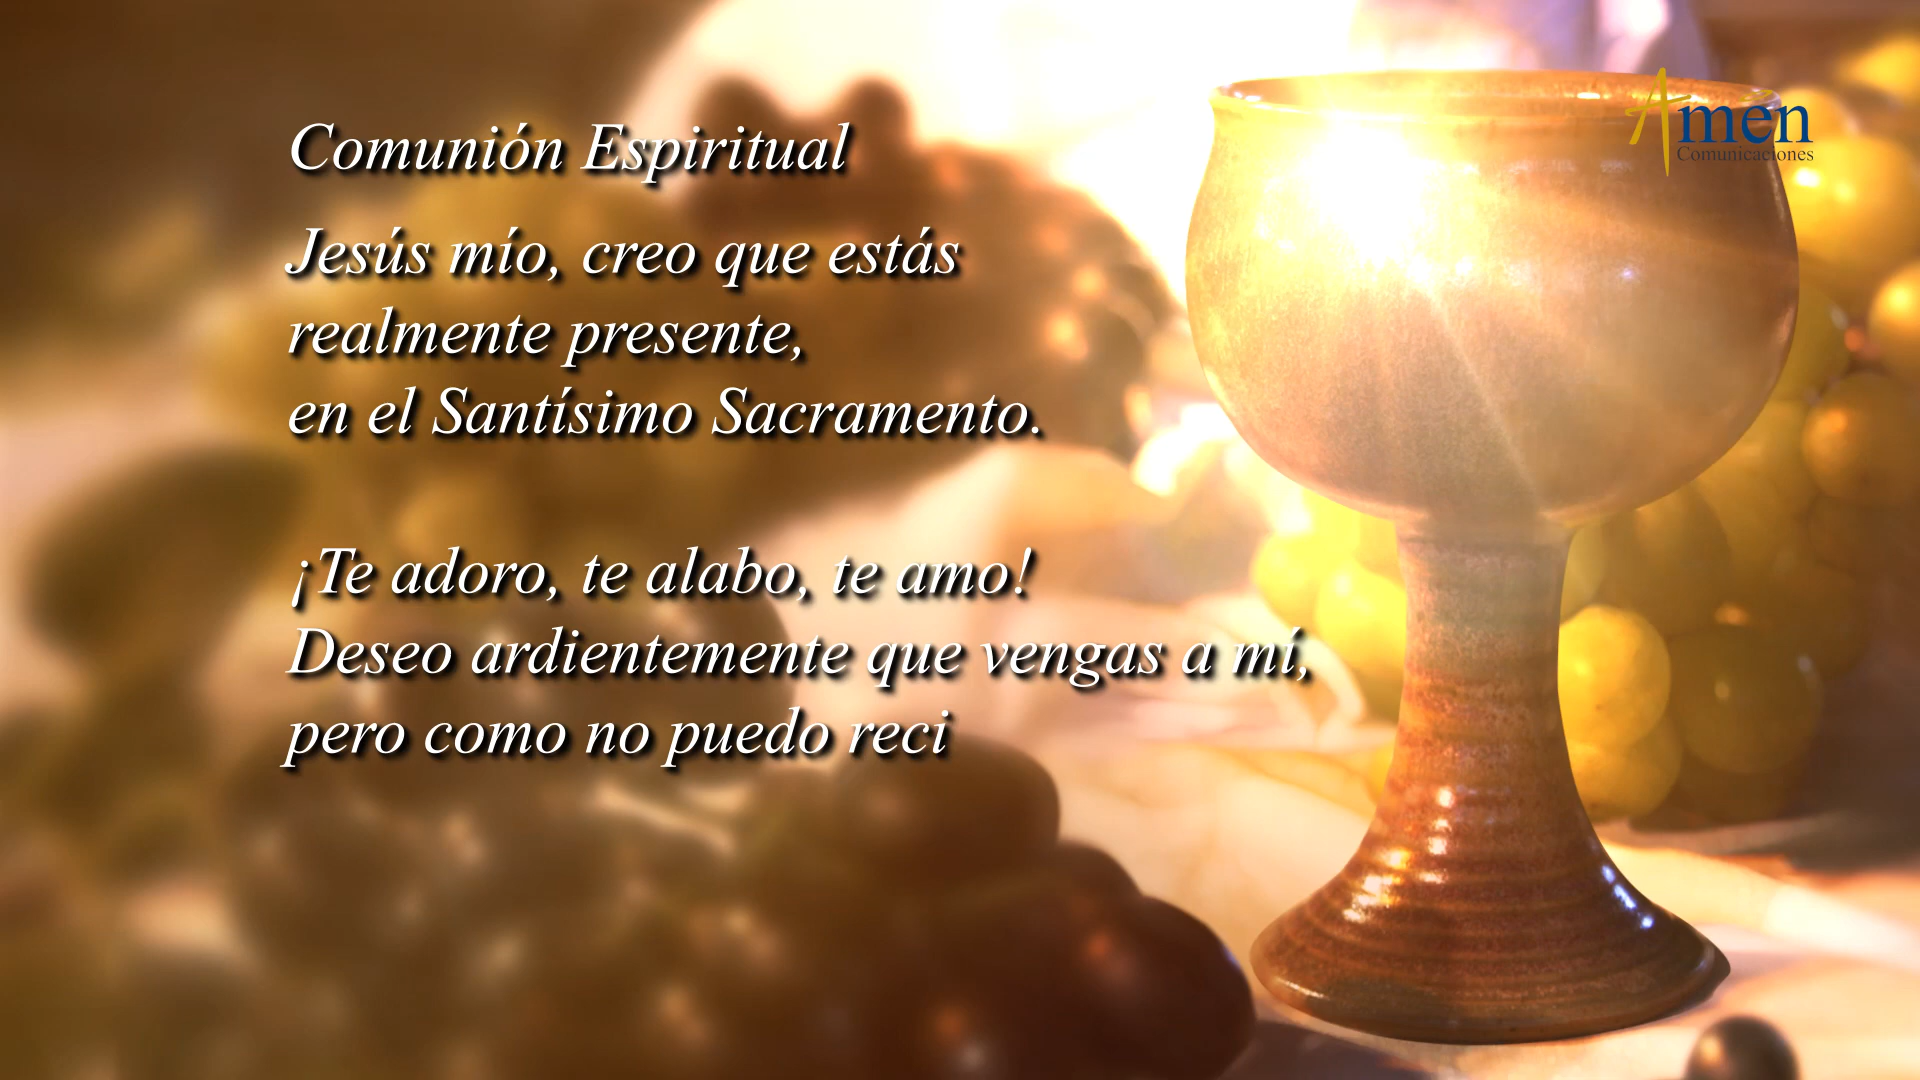 Comunión Espiritual
Jesús mío, creo que estás
realmente presente,
en el Santísimo Sacramento.
¡Te adoro, te alabo, te amo!
Deseo ardientemente que vengas a mí,
pero como no puedo reci
Amén
Comunicaciones